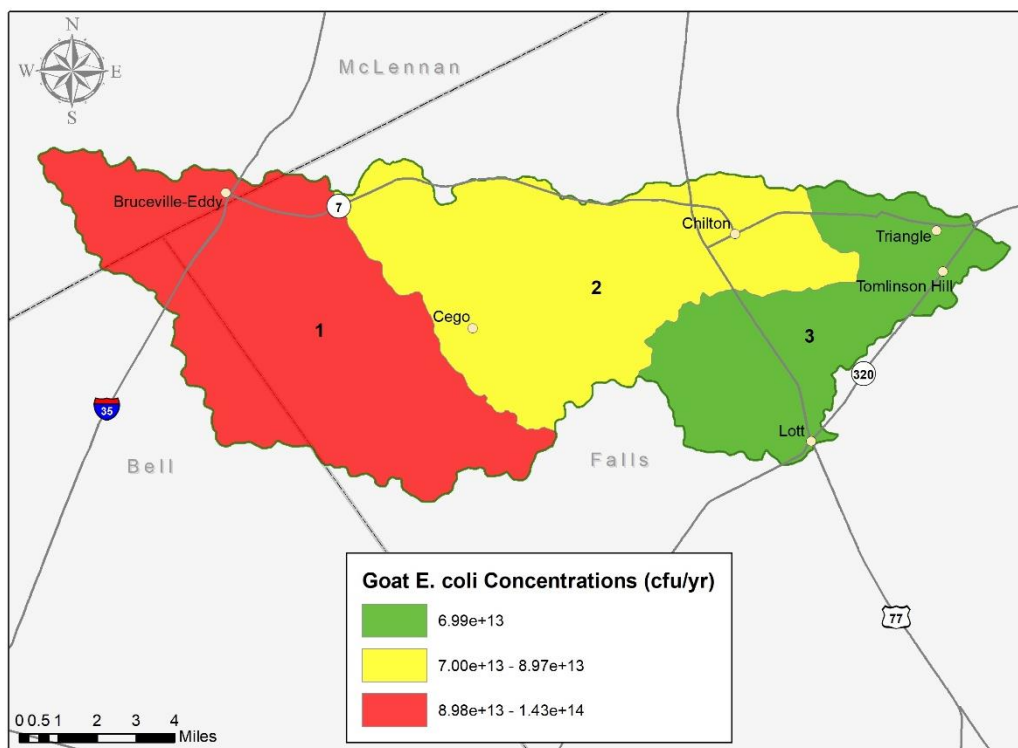 N
W E
S
McLennan
Bruceville-Eddy
7
Chilton
Triangle
Tomlinson Hill
2
Cego
1
3
320
35
Lott
Bell
Falls
77
Goat E. coli Concentrations (cfu/yr)
6.99e+13
7.00e+13 - 8.97e+13
8.98e+13 - 1.43e+14
0 0.5 1 2 3 4
Miles